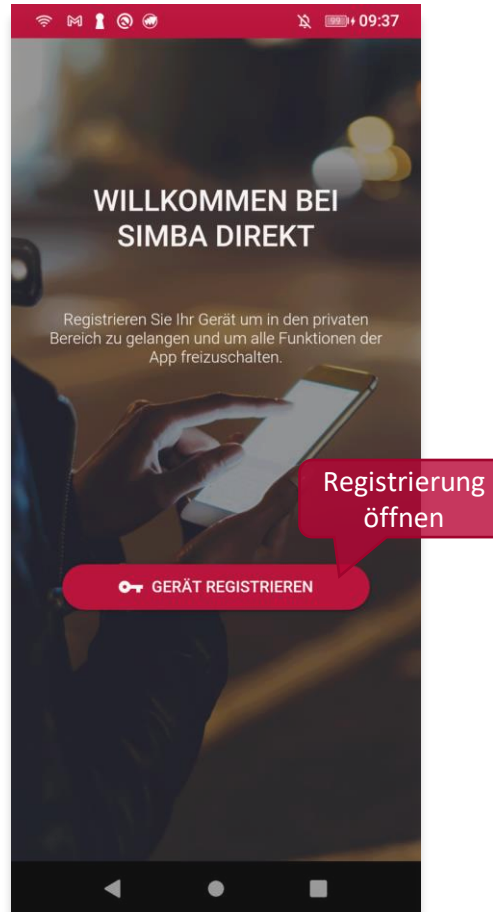 99 09:37
WILLKOMMEN BEI
SIMBA DIREKT
Registrieren Sie Ihr Gerät um in den privaten
Bereich zu gelangen und um alle Funktionen der
App freizuschalten.
Registrierung
öffnen
GERÄT REGISTRIEREN